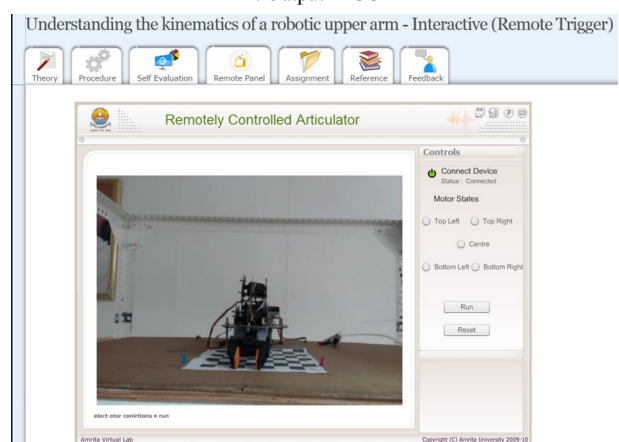 Understanding the kinematics of a robotic upper arm - Interactive (Remote Trigger)
Theory
Procedure
Self Evaluation
Remote Panel
Assignment
Reference
Feedback
Remotely Controlled Articulator
Controls
Connect Device
Status : Connected
Motor States
Top Left Top Right
Centre
Bottom Left Bottom Right
Run
Reset
elect otor conirtions n run
Amrita Virtual Lab
Copyright (C) Amrita University 2009-10